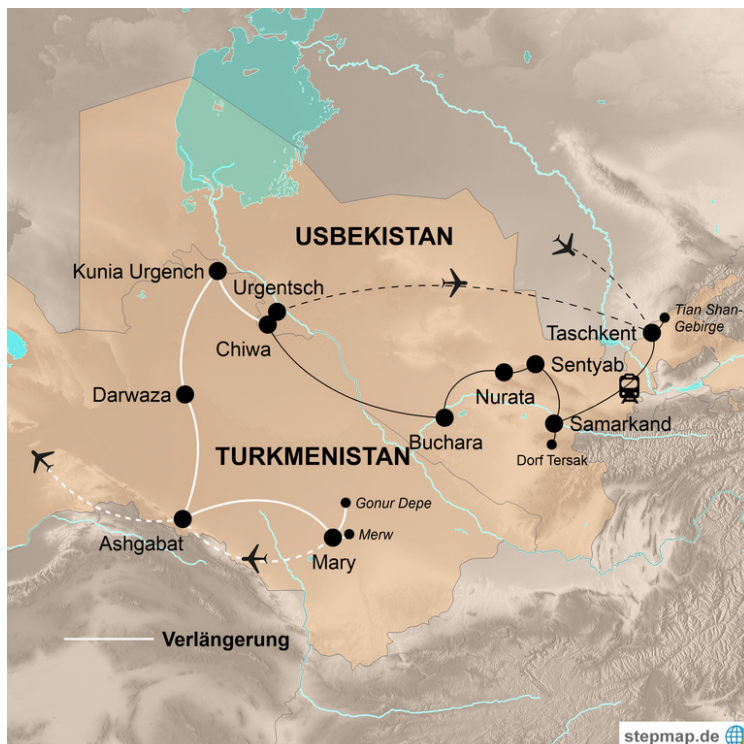 USBEKISTAN
Kunia Urgench
Urgentsch
Tian Shan-
Gebirge
Taschkent
Chiwa
Sentyab
Darwaza
Nurata
Samarkand
Buchara
TURKMENISTAN
Dorf Tersak
Gonur Depe
Merw
Ashgabat
Mary
Verlängerung
stepmap.de